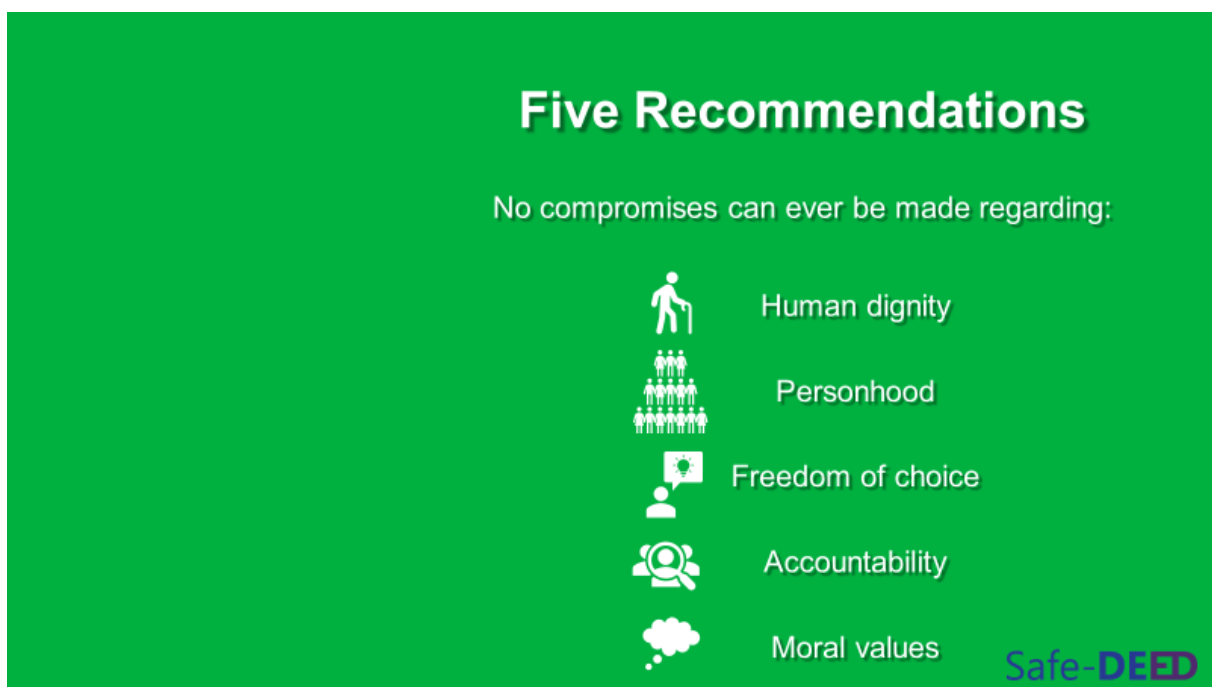 Five Recommendations
No compromises can ever be made regarding:
Human dignity
Personhood
Freedom of choice
Accountability
Moral values
Safe-DEED